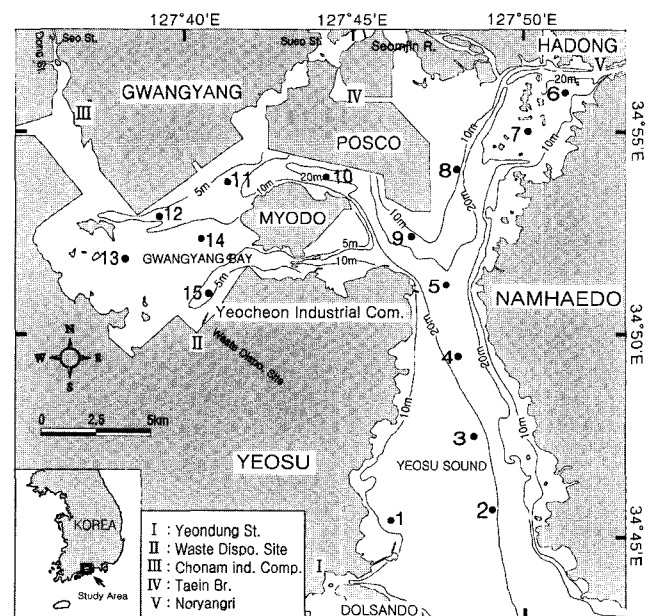 127°40' 127°45' 127°50'
Dong St.
Seo St.
Sueo St.
Seomjin R.
HADONG
V
20m
6
GWANGYANG
IV
III
10m
7
34°55'
POSCO
8
5m
11
10m
20m
10
10m
20m
12
MYODO
10m
9
14
5m
13
GWANGYANG BAY
10m
5
15
5m
Yeocheon Industrial Com.
NAMHAEDO
II
Waste Dispo. Site
20m
34°50'
N
W E
S
4
20m
10m
0 2.5 5km
3
10m
YEOSU
YEOSU SOUND
2
1
34°45'
KOREA
Study Area
I : Yeondung St.
II : Waste Dispo. Site
III : Chonam ind. Comp.
IV : Taein Br.
V : Noryangri
I
DOLSANDO